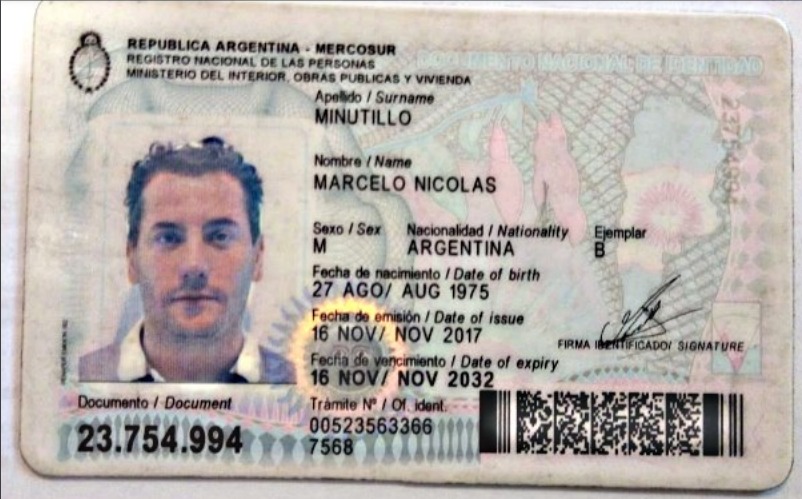 REPUBLICA ARGENTINA - MERCOSUR
REGISTRO NACIONAL DE LAS PERSONAS
MINISTERIO DEL INTERIOR, OBRAS PUBLICAS Y VIVIENDA
DOCUMENTO NACIONAL DE IDENTIDAD
Apellido / Surname
MINUTILLO
Nombre / Name
MARCELO NICOLAS
Sexo / Sex Nacionalidad / Nationality Ejemplar
M ARGENTINA B
Fecha de nacimiento / Date of birth
27 AGO/ AUG 1975
Fecha de emisión / Date of issue
16 NOV/ NOV 2017
FIRMA IDENTIFICADO/ SIGNATURE
Fecha de vencimiento / Date of expiry
16 NOV/ NOV 2032
Documento / Document
23.754.994
Trámite Nº / Of. ident.
00523563366
7568
23754994